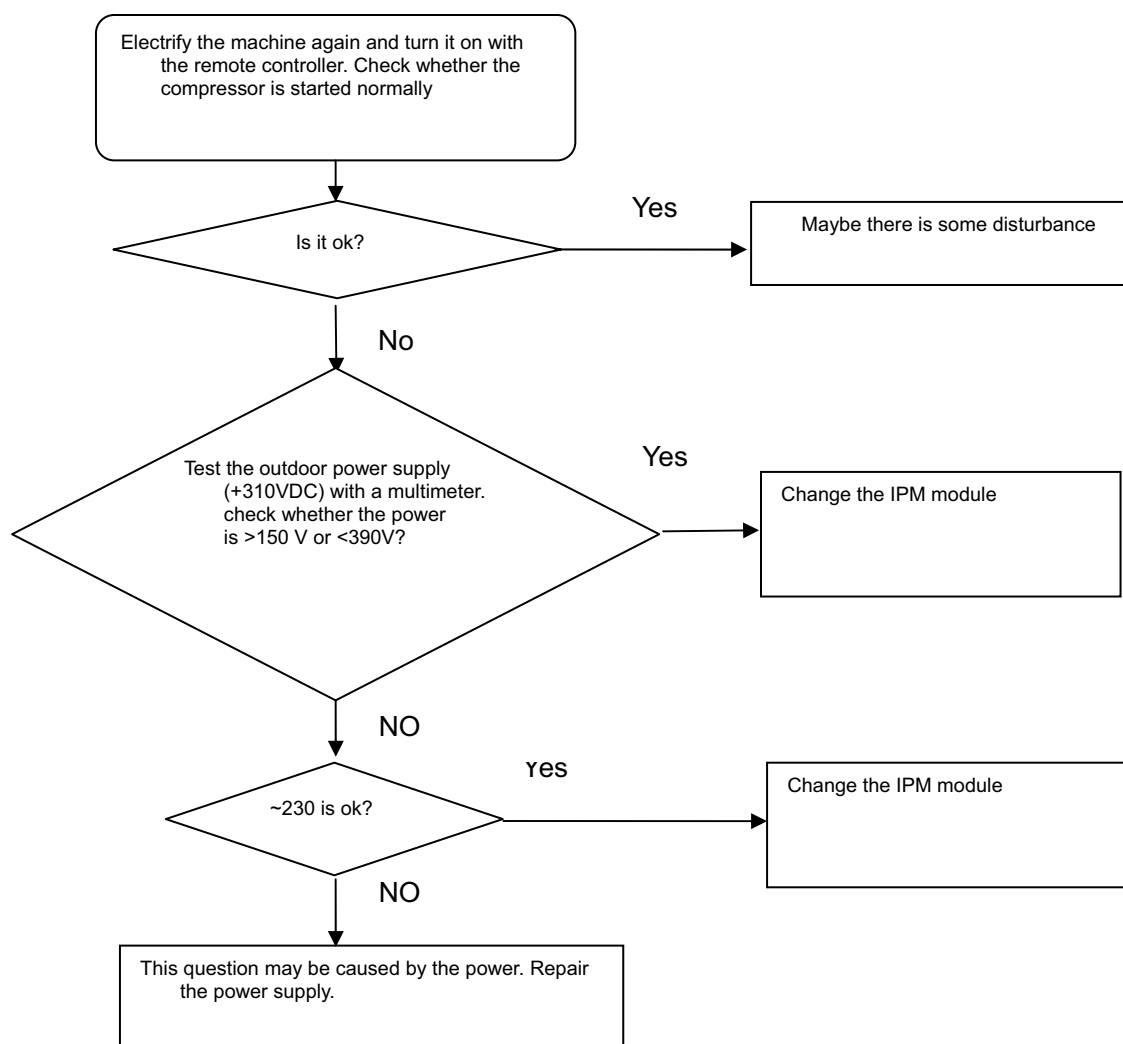 Electrify the machine again and turn it on with
the remote controller. Check whether the
compressor is started normally
Is it ok?
Yes
Maybe there is some disturbance
No
Test the outdoor power supply
(+310VDC) with a multimeter.
check whether the power
is >150 V or <390V?
Yes
Change the IPM module
NO
~230 is ok?
Yes
Change the IPM module
NO
This question may be caused by the power. Repair
the power supply.